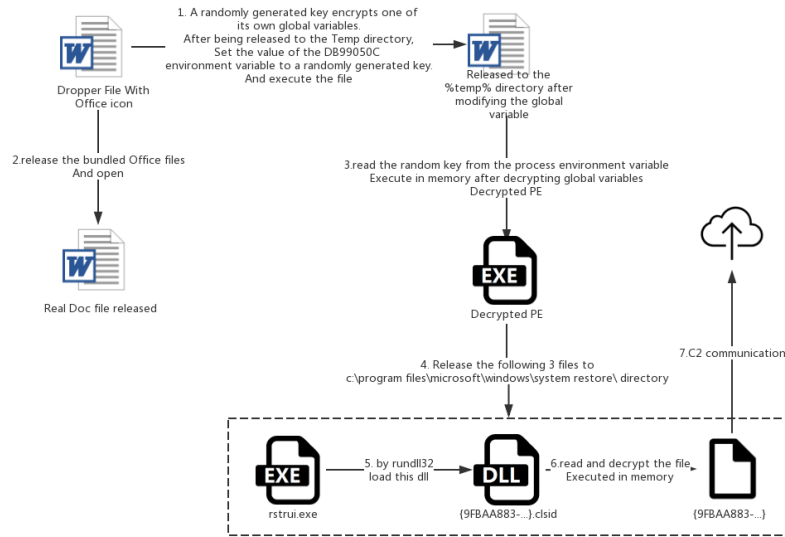 1. A randomly generated key encrypts one of
its own global variables.
After being released to the Temp directory,
Set the value of the DB99050C
environment variable to a randomly generated key.
And execute the file
W
Dropper File With
Office icon
W
Released to the
%temp% directory after
modifying the global
variable
2.release the bundled Office files
And open
3.read the random key from the process environment variable
Execute in memory after decrypting global variables
Decrypted PE
W
Real Doc file released
EXE
Decrypted PE
4. Release the following 3 files to
c:\program files\microsoft\windows\system restore\ directory
7.C2 communication
EXE
rstrui.exe
5. by rundll32
load this dll
DLL
{9FBAA883-...}.clsid
6.read and decrypt the file
Executed in memory
{9FBAA883-...}